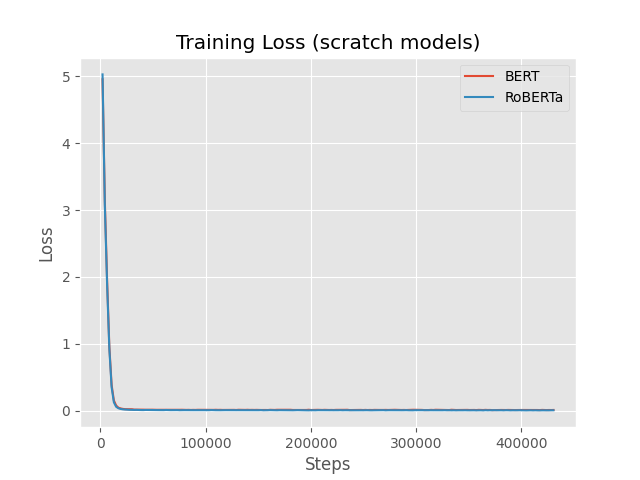 Training Loss (scratch models)
BERT
RoBERTa
5
4
3
2
1
0
Loss
0 100000 200000 300000 400000
Steps